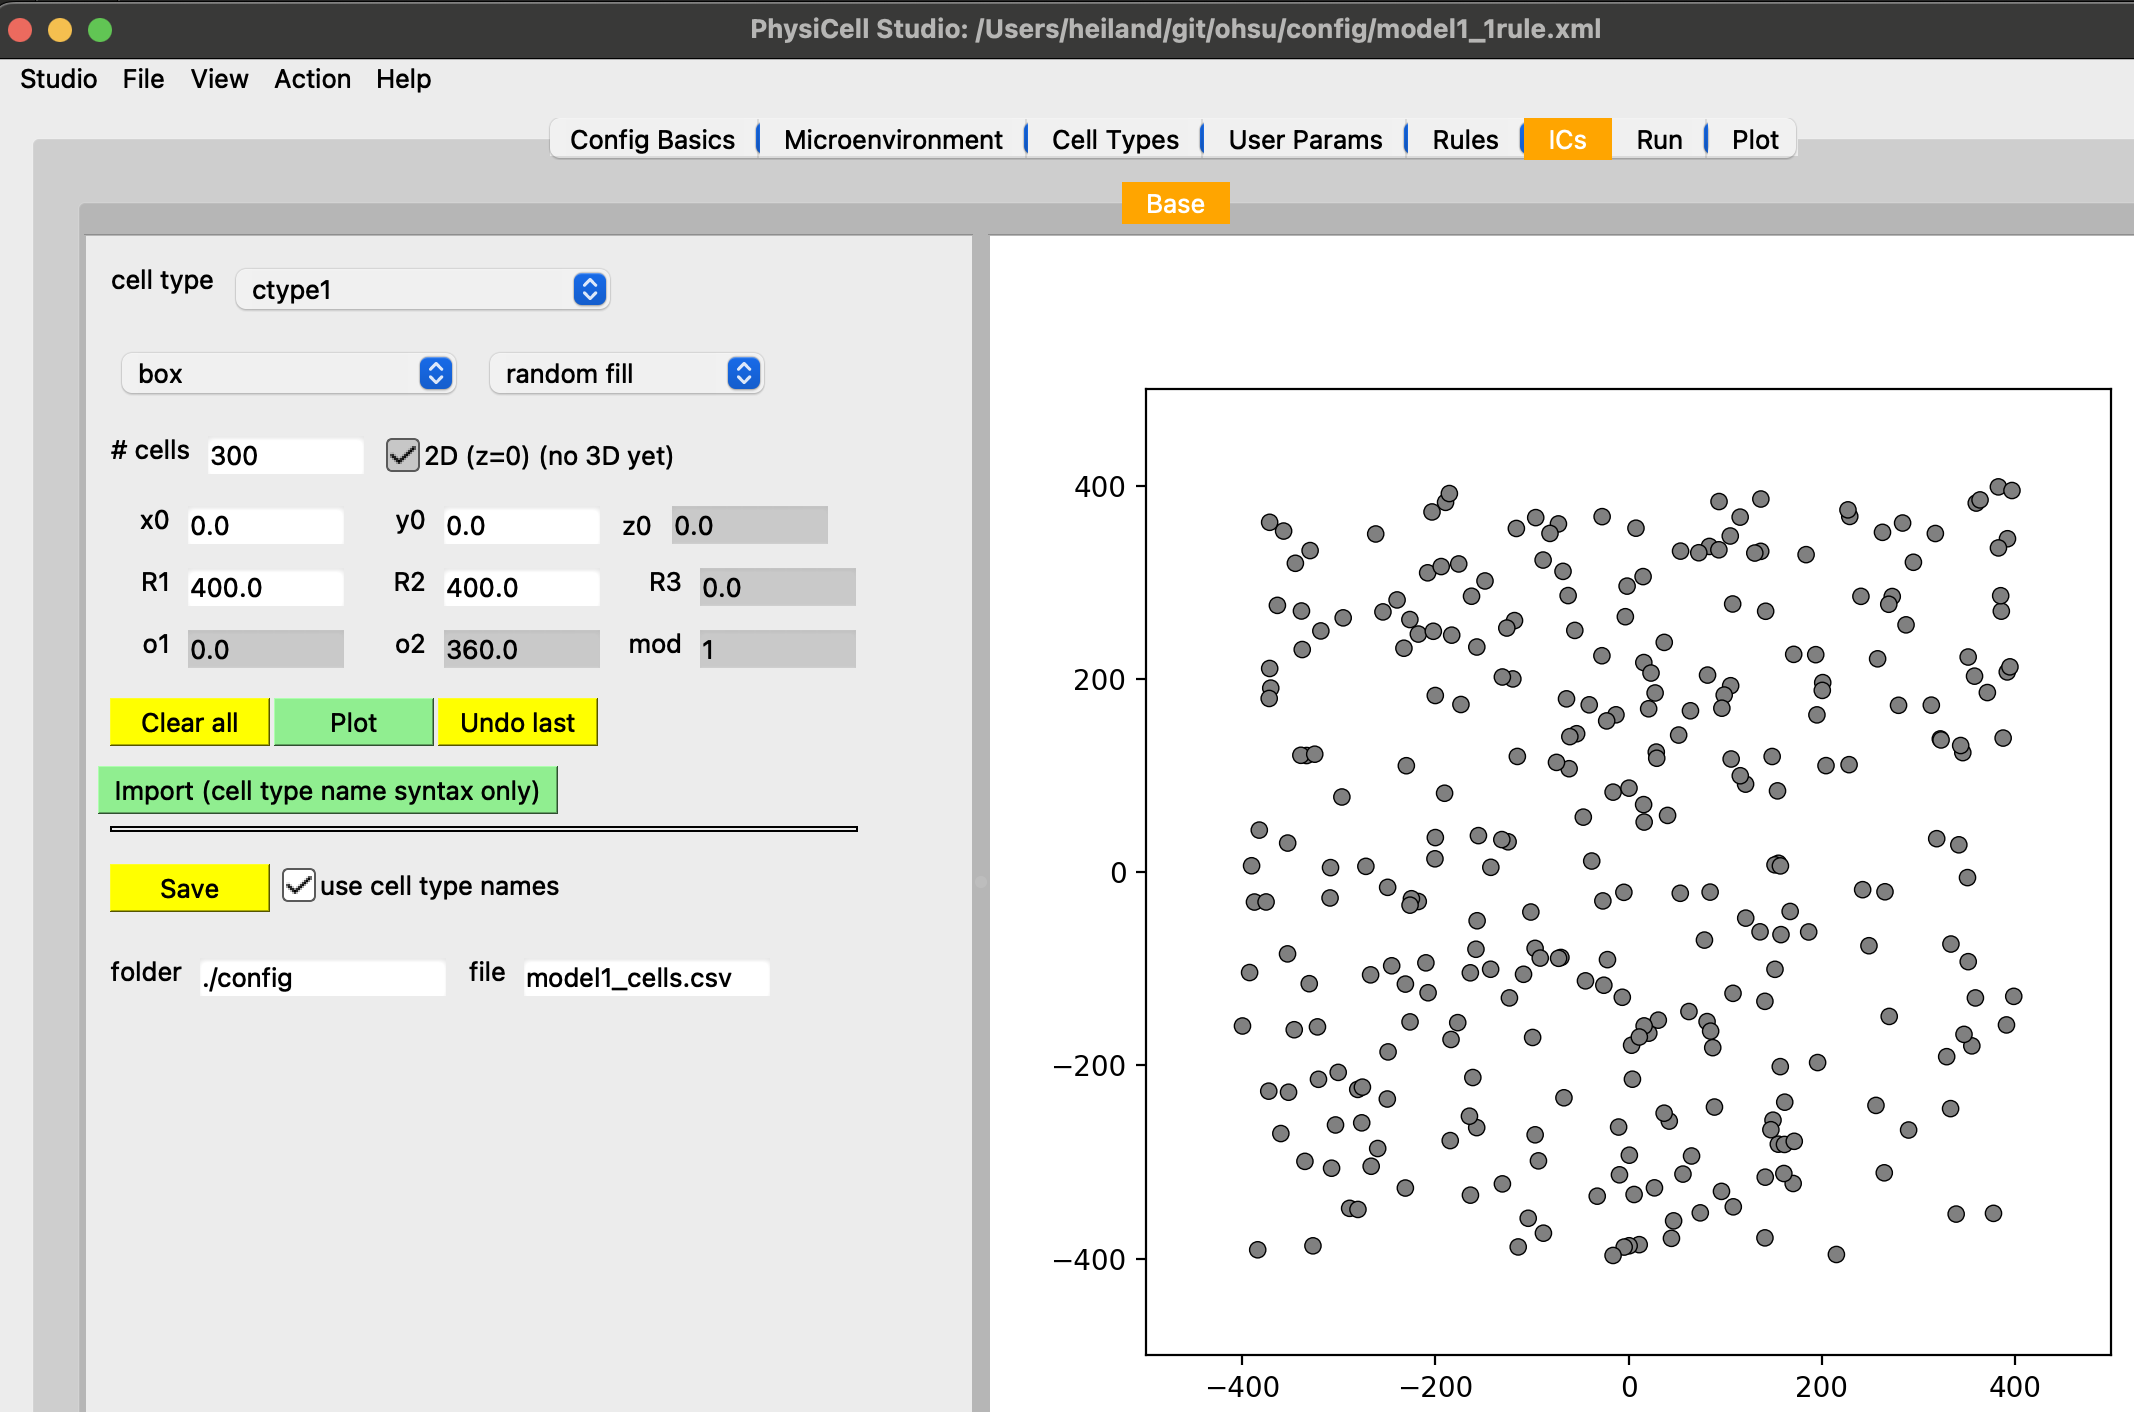 PhysiCell Studio: /Users/heiland/git/ohsu/config/model1_1rule.xml
Studio File View Action Help
Config Basics Microenvironment Cell Types User Params Rules ICs Run Plot
Base
cell type ctype1
box random fill
# cells 300 2D (z=0) (no 3D yet)
x0 0.0 y0 0.0 z0 0.0
R1 400.0 R2 400.0 R3 0.0
o1 0.0 o2 360.0 mod 1
Clear all Plot Undo last
Import (cell type name syntax only)
Save use cell type names
folder ./config file model1_cells.csv
400
200
0
−200
−400
−400 −200 0 200 400